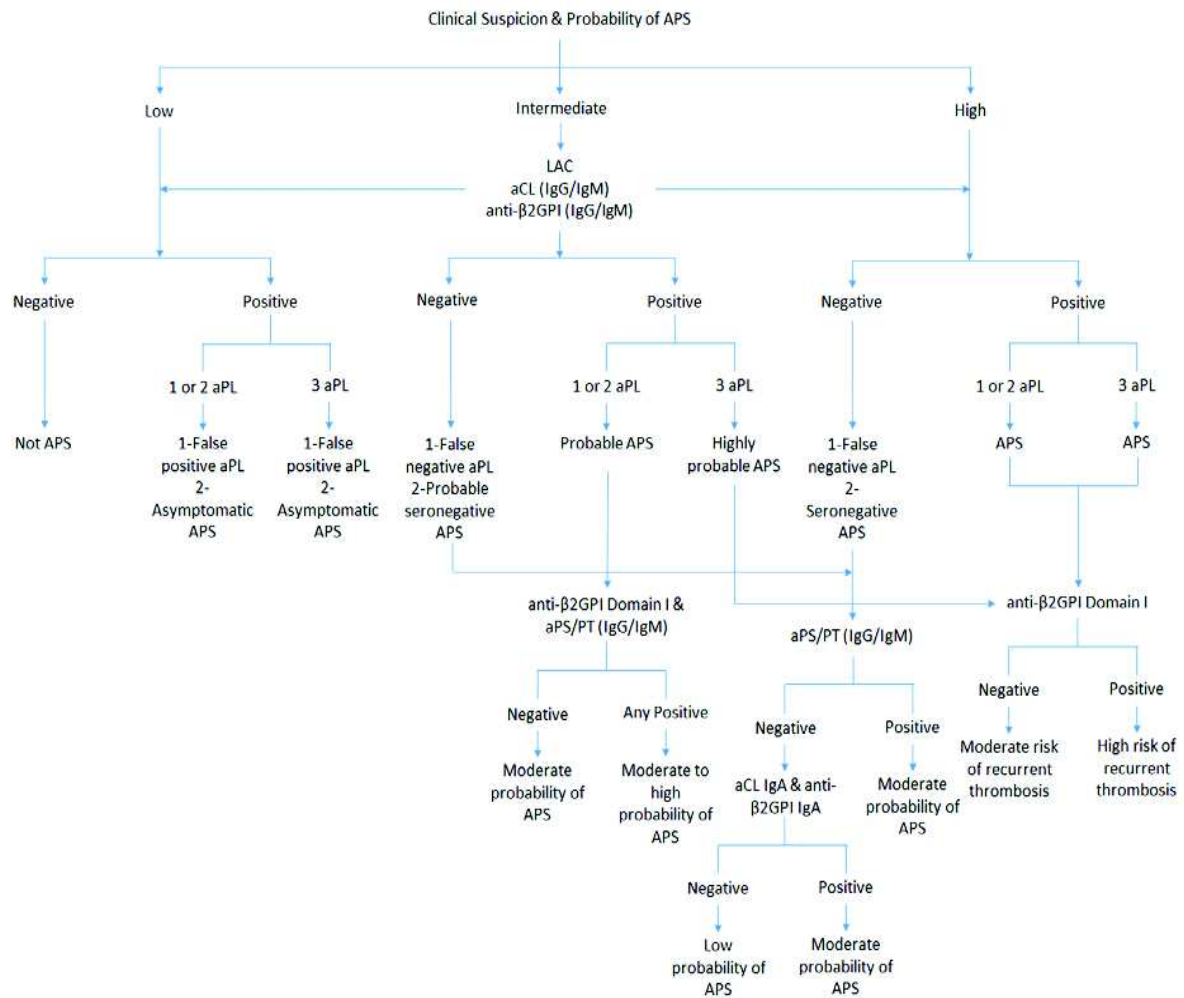 Clinical Suspicion & Probability of APS
Low
Intermediate
High
LAC
aCL (IgG/IgM)
anti-β2GPI (IgG/IgM)
Negative
Positive
Negative
Positive
Negative
Positive
1 or 2 aPL
3 aPL
1 or 2 aPL
3 aPL
1 or 2 aPL
3 aPL
Not APS
1-False
positive aPL
2-
Asymptomatic
APS
1-False
positive aPL
2-
Asymptomatic
APS
1-False
negative aPL
2-Probable
seronegative
APS
Probable APS
Highly
probable APS
1-False
negative aPL
2-
Seronegative
APS
APS
APS
anti-β2GPI Domain I &
aPS/PT (IgG/IgM)
aPS/PT (IgG/IgM)
anti-β2GPI Domain I
Negative
Any Positive
Negative
Positive
Negative
Positive
Moderate
probability of
APS
Moderate to
high
probability of
APS
aCL IgA & anti-
β2GPI IgA
Moderate
probability of
APS
Moderate risk
of recurrent
thrombosis
High risk of
recurrent
thrombosis
Negative
Positive
Low
probability of
APS
Moderate
probability of
APS